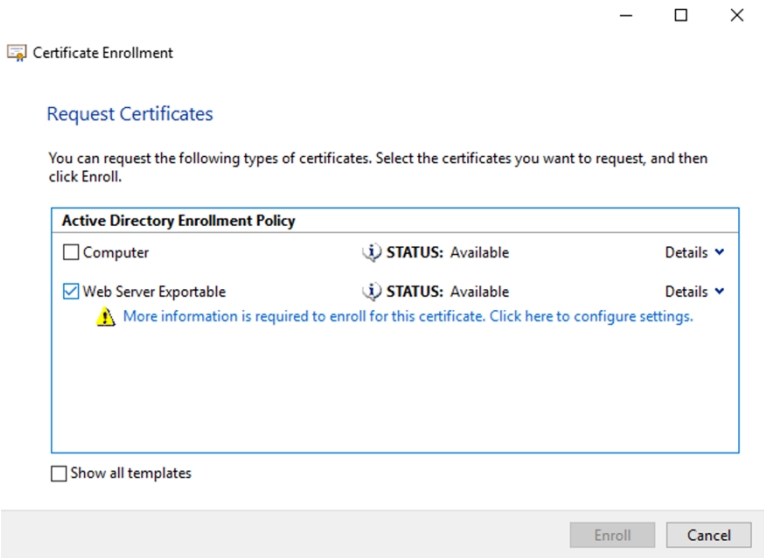 Certificate Enrollment
Request Certificates
You can request the following types of certificates. Select the certificates you want to request, and then
click Enroll.
Active Directory Enrollment Policy
Computer STATUS: Available Details
Web Server Exportable STATUS: Available Details
More information is required to enroll for this certificate. Click here to configure settings.
Show all templates
Enroll Cancel